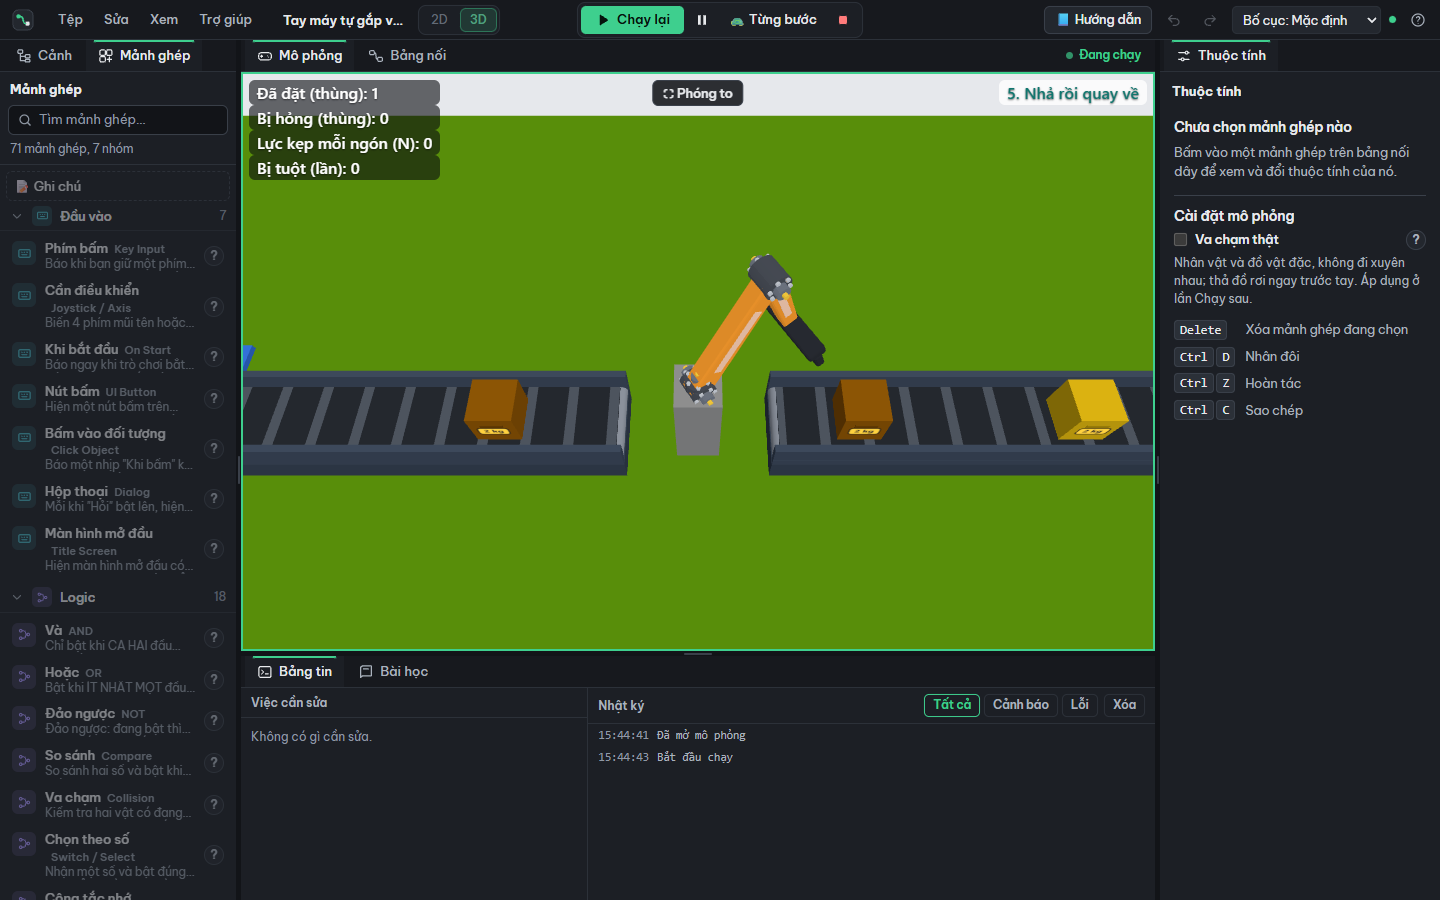 Tệp Sửa Xem Trợ giúp Tay máy tự gắp v... 2D 3D Chạy lại Từng bước Hướng dẫn Bố cục: Mặc định
Cảnh Mảnh ghép Mô phỏng Bảng nối Đang chạy Thuộc tính
Mảnh ghép
Tìm mảnh ghép...
71 mảnh ghép, 7 nhóm
Ghi chú
Đầu vào 7
Phím bấm Key Input
Báo khi bạn giữ một phím...
Cần điều khiển
Joystick / Axis
Biến 4 phím mũi tên hoặc...
Khi bắt đầu On Start
Báo ngay khi trò chơi bắt...
Nút bấm UI Button
Hiện một nút bấm trên...
Bấm vào đối tượng
Click Object
Báo một nhịp "Khi bấm" k...
Hộp thoại Dialog
Mỗi khi "Hỏi" bật lên, hiện...
Màn hình mở đầu
Title Screen
Hiện màn hình mở đầu có...
Logic 18
Và AND
Chỉ bật khi CẢ HAI đầu...
Hoặc OR
Bật khi ÍT NHẤT MỘT đầu...
Đảo ngược NOT
Đảo ngược: đang bật thì...
So sánh Compare
So sánh hai số và bật khi...
Va chạm Collision
Kiểm tra hai vật có đang...
Chọn theo số
Switch / Select
Nhận một số và bật đúng...
Công tắc nhớ
Đã đặt (thùng): 1
Bị hỏng (thùng): 0
Lực kẹp mỗi ngón (N): 0
Bị tuột (lần): 0
Phóng to
5. Nhả rồi quay về
2 kg
2 kg
2 kg
Bảng tin Bài học
Việc cần sửa
Không có gì cần sửa.
Nhật ký Tất cả Cảnh báo Lỗi Xóa
15:44:41 Đã mở mô phỏng
15:44:43 Bắt đầu chạy
Thuộc tính
Chưa chọn mảnh ghép nào
Bấm vào một mảnh ghép trên bảng nối
dây để xem và đổi thuộc tính của nó.
Cài đặt mô phỏng
Va chạm thật ?
Nhân vật và đồ vật đặc, không đi xuyên
nhau; thả đồ rơi ngay trước tay. Áp dụng ở
lần Chạy sau.
Delete Xóa mảnh ghép đang chọn
Ctrl D Nhân đôi
Ctrl Z Hoàn tác
Ctrl C Sao chép